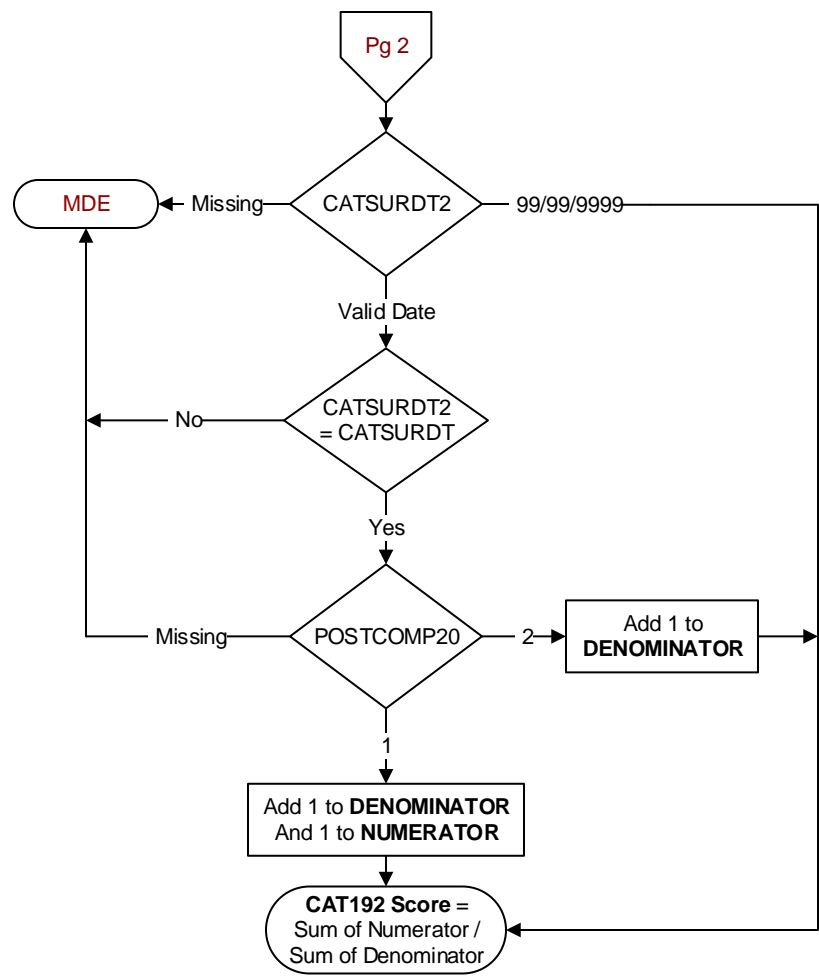 Pg 2
MDE
Missing
CATSURDT2
99/99/9999
Valid Date
No
CATSURDT2
= CATSURDT
Yes
Missing
POSTCOMP20
2
Add 1 to
DENOMINATOR
1
Add 1 to DENOMINATOR
And 1 to NUMERATOR
CAT192 Score =
Sum of Numerator /
Sum of Denominator